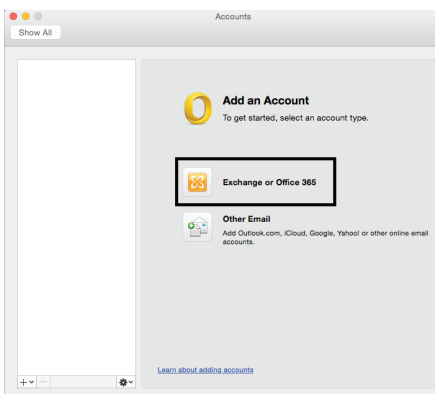 Accounts
Show All
Add an Account
To get started, select an account type.
Exchange or Office 365
Other Email
Add Outlook.com, iCloud, Google, Yahoo! or other online email
accounts.
Learn about adding accounts